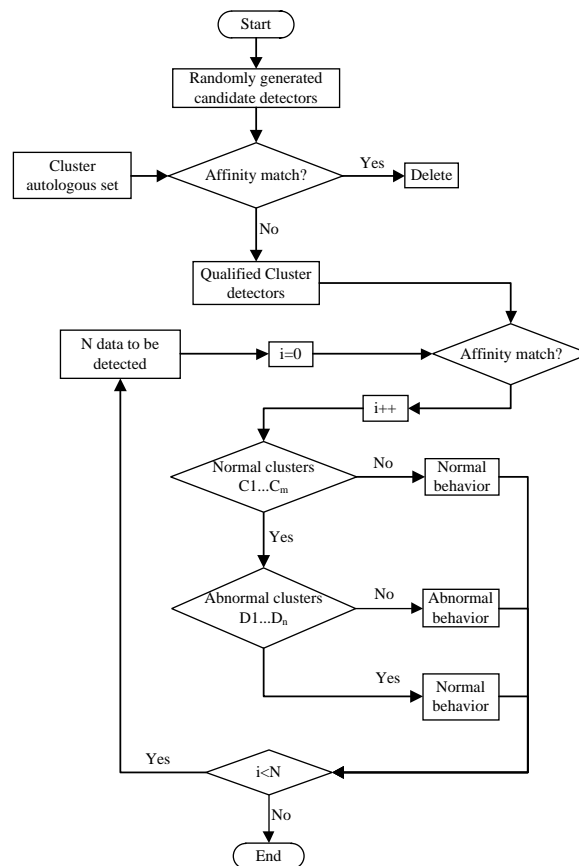 Start
Randomly generated
candidate detectors
Cluster
autologous set
Affinity match?
Yes
Delete
No
Qualified Cluster
detectors
N data to be
detected
i=0
Affinity match?
i++
Normal clusters
C1...Cm
No
Normal
behavior
Yes
Abnormal clusters
D1...Dn
No
Abnormal
behavior
Yes
Normal
behavior
Yes
i<N
No
End